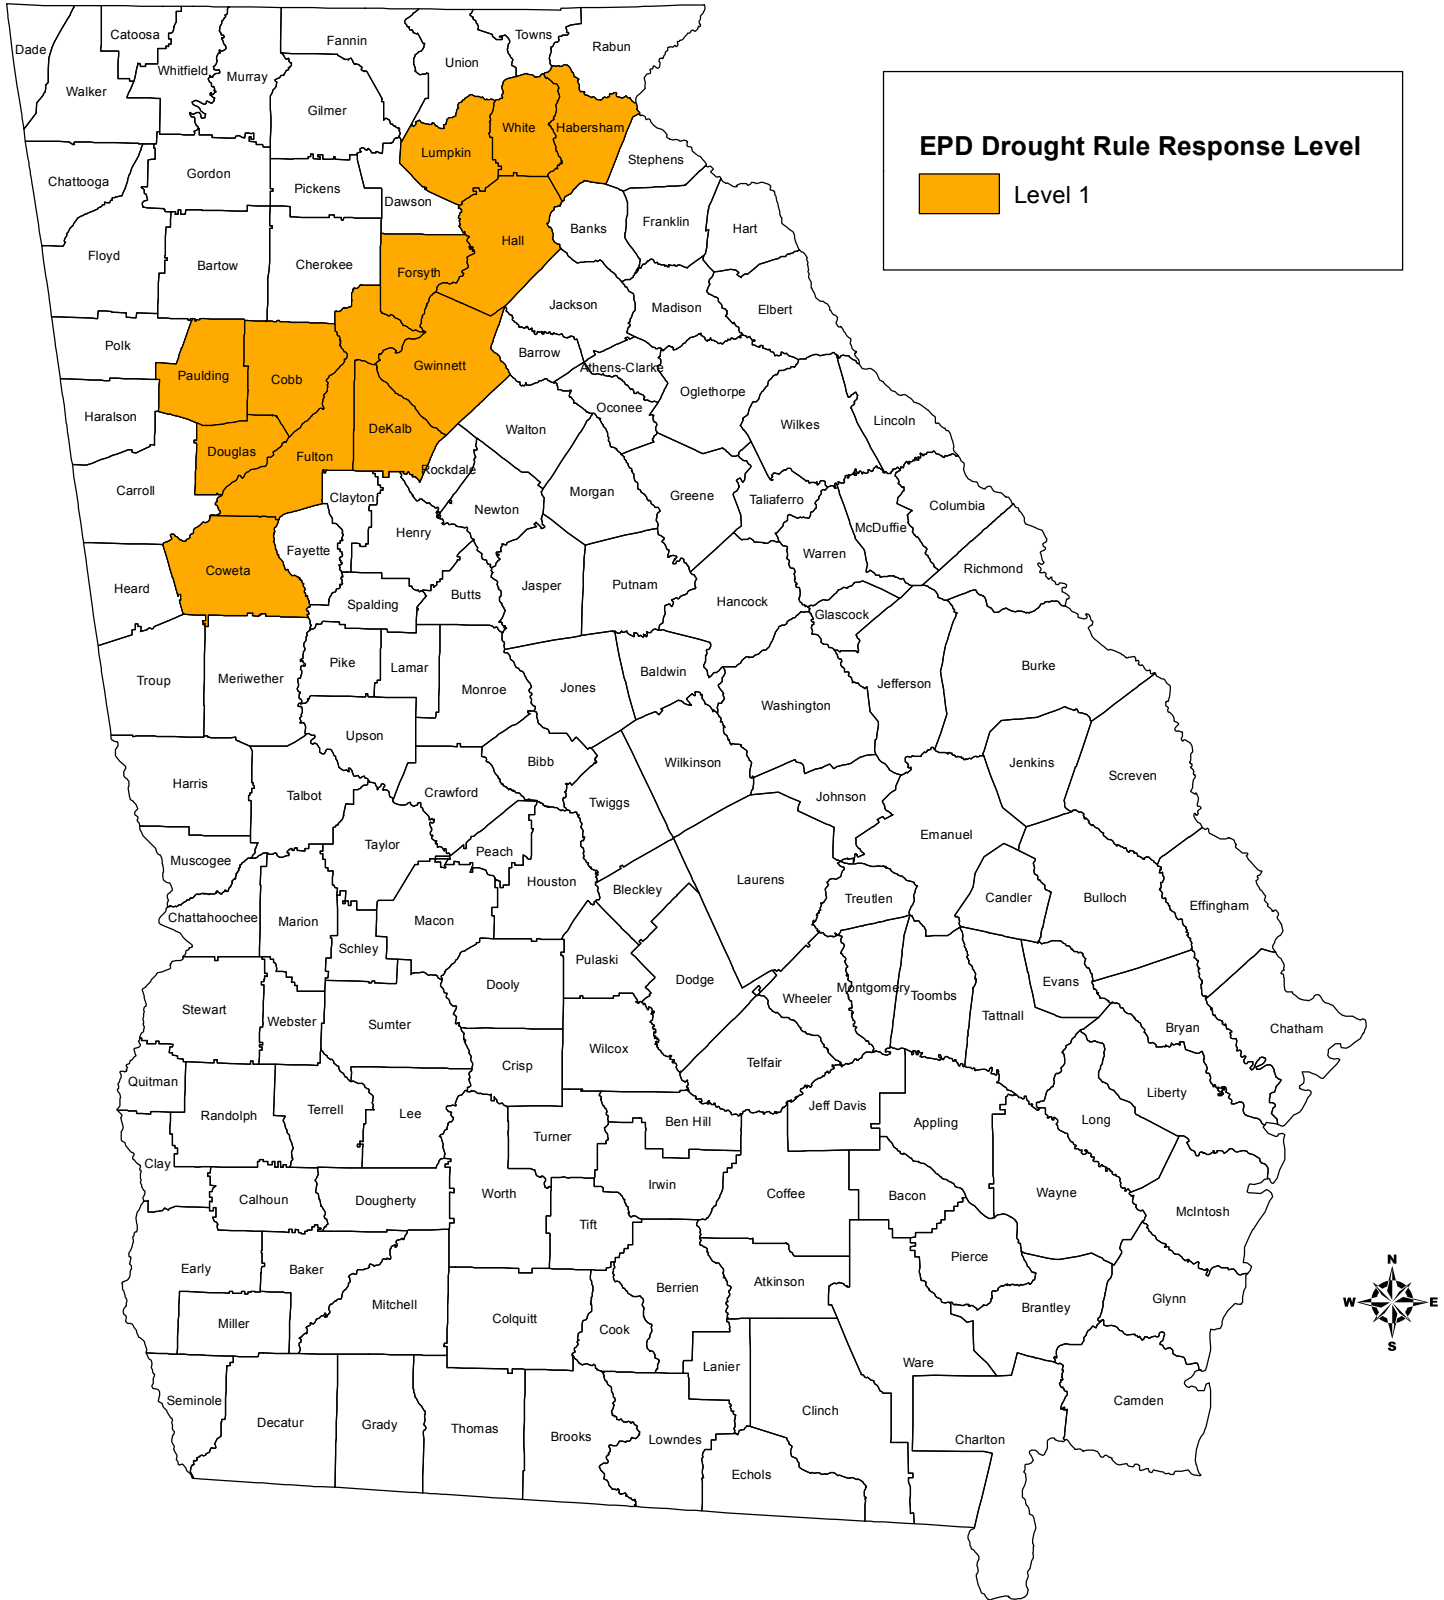 Dade
Catoosa
Whitfield
Walker
Murray
Fannin
Gilmer
Union
Towns
Rabun
EPD Drought Rule Response Level
Level 1
Lumpkin
White
Habersham
Stephens
Chattooga
Gordon
Pickens
Dawson
Hall
Banks
Franklin
Hart
Floyd
Bartow
Cherokee
Forsyth
Jackson
Madison
Elbert
Polk
Paulding
Cobb
Gwinnett
Barrow
Athens-Clarke
Oglethorpe
Haralson
Oconee
Wilkes
Lincoln
Douglas
Fulton
DeKalb
Rockdale
Walton
Carroll
Clayton
Newton
Morgan
Greene
Taliaferro
McDuffie
Columbia
Henry
Fayette
Warren
Richmond
Heard
Coweta
Spalding
Butts
Jasper
Putnam
Hancock
Glascock
Troup
Meriwether
Pike
Lamar
Monroe
Jones
Baldwin
Washington
Jefferson
Burke
Upson
Bibb
Wilkinson
Jenkins
Screven
Harris
Talbot
Crawford
Twiggs
Johnson
Emanuel
Muscogee
Taylor
Peach
Houston
Bleckley
Laurens
Treutlen
Candler
Bulloch
Effingham
Chattahoochee
Marion
Macon
Schley
Pulaski
Dooly
Dodge
Wheeler
Montgomery
Toombs
Evans
Tattnall
Stewart
Webster
Sumter
Wilcox
Bryan
Chatham
Crisp
Telfair
Quitman
Randolph
Terrell
Lee
Turner
Ben Hill
Jeff Davis
Appling
Long
Liberty
Clay
Calhoun
Dougherty
Worth
Tift
Irwin
Coffee
Bacon
Wayne
McIntosh
Early
Baker
Miller
Mitchell
Colquitt
Cook
Berrien
Atkinson
Pierce
Brantley
Glynn
N
W
E
S
Lanier
Ware
Seminole
Decatur
Grady
Thomas
Brooks
Lowndes
Clinch
Camden
Charlton
Echols